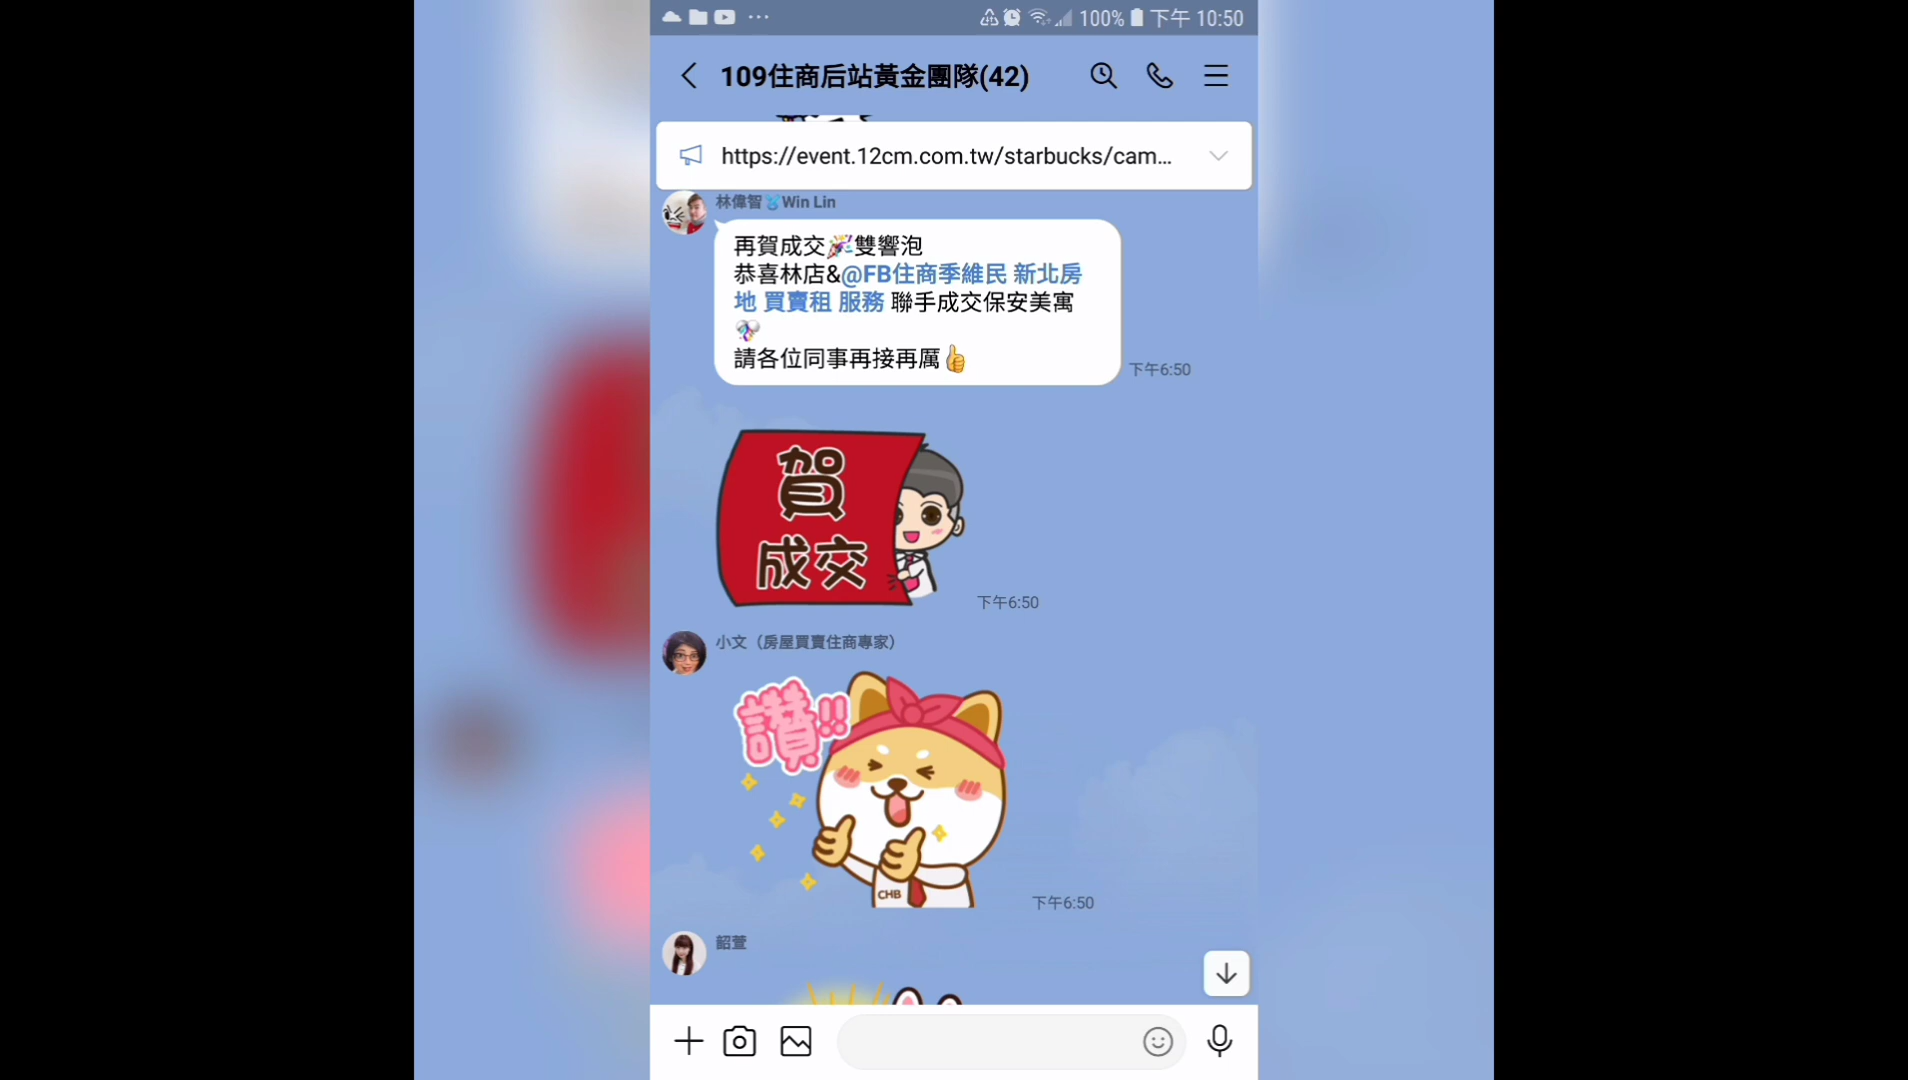 100% 下午 10:50
109住商后站黃金團隊(42)
https://event.12cm.com.tw/starbucks/cam...
林偉智 Win Lin
再賀成交🎉雙響泡
恭喜林店&@FB住商季維民 新北房
地 買賣租 服務 聯手成交保安美寓
🎊
請各位同事再接再厲👍
下午6:50
賀
成交
下午6:50
小文（房屋買賣住商專家）
讚!!
CHB
下午6:50
韶萱